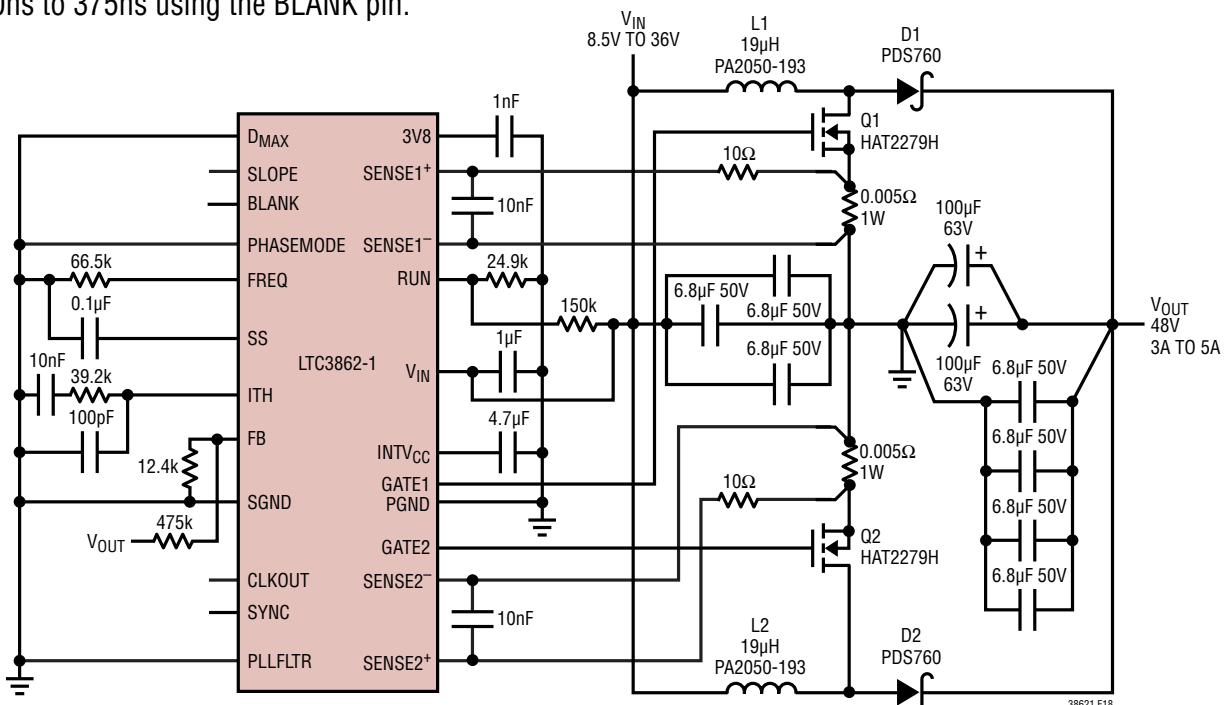 ns to 375ns using the BLANK pin.
V_IN
8.5V TO 36V
L1
19µH
PA2050-193
D1
PDS760
1nF
Q1
HAT2279H
D_MAX
3V8
SLOPE
SENSE1+
10Ω
BLANK
10nF
0.005Ω
1W
100µF
63V
+
PHASEMODE
SENSE1−
66.5k
24.9k
FREQ
RUN
6.8µF 50V
6.8µF 50V
6.8µF 50V
0.1µF
150k
+
V_OUT
48V
3A TO 5A
SS
1µF
LTC3862-1
V_IN
10nF
39.2k
ITH
100pF
100µF
63V
6.8µF 50V
6.8µF 50V
6.8µF 50V
6.8µF 50V
4.7µF
FB
12.4k
INTV_CC
0.005Ω
1W
GATE1
10Ω
SGND
PGND
475k
V_OUT
GATE2
Q2
HAT2279H
CLKOUT
SENSE2−
SYNC
10nF
L2
19µH
PA2050-193
D2
PDS760
PLLFLTR
SENSE2+
38621 F18